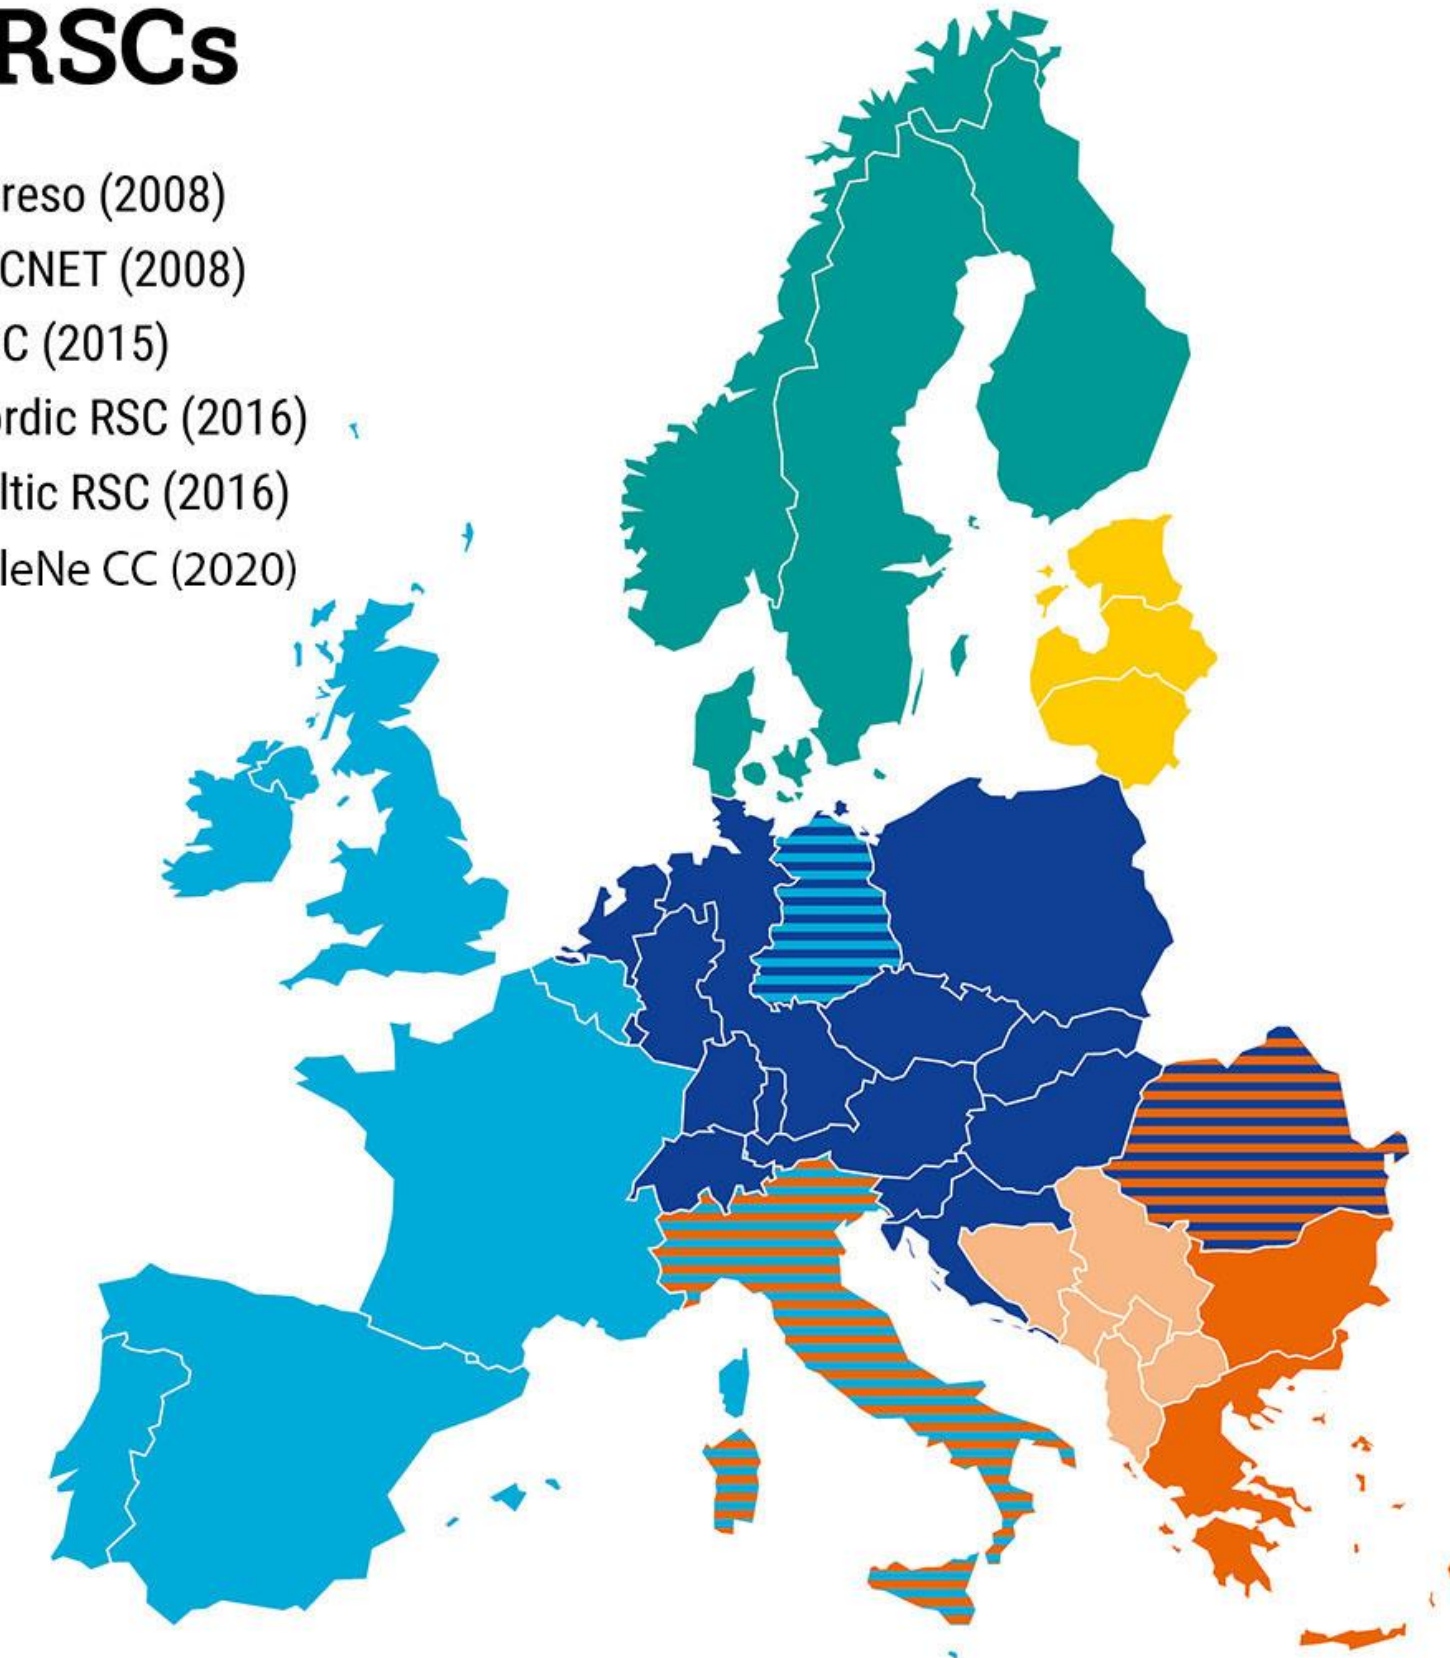 RSCs
reso (2008)
CNET (2008)
C (2015)
rdic RSC (2016)
ltic RSC (2016)
leNe CC (2020)